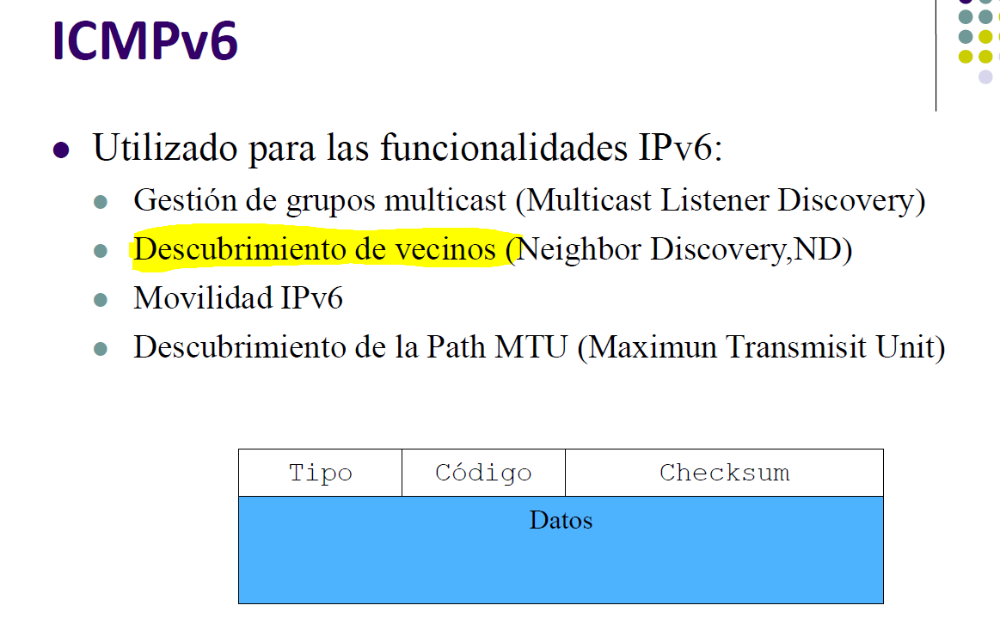 ICMPv6
Utilizado para las funcionalidades IPv6:
Gestión de grupos multicast (Multicast Listener Discovery)
Descubrimiento de vecinos (Neighbor Discovery,ND)
Movilidad IPv6
Descubrimiento de la Path MTU (Maximun Transmisit Unit)
Tipo Código Checksum
Datos